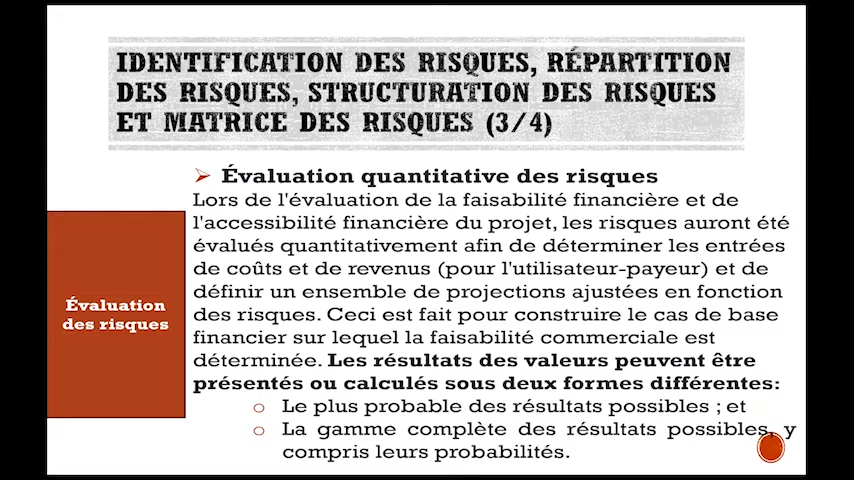 IDENTIFICATION DES RISQUES, RÉPARTITION
DES RISQUES, STRUCTURATION DES RISQUES
ET MATRICE DES RISQUES (3/4)
Évaluation
des risques
➢ Évaluation quantitative des risques
Lors de l'évaluation de la faisabilité financière et de
l'accessibilité financière du projet, les risques auront été
évalués quantitativement afin de déterminer les entrées
de coûts et de revenus (pour l'utilisateur-payeur) et de
définir un ensemble de projections ajustées en fonction
des risques. Ceci est fait pour construire le cas de base
financier sur lequel la faisabilité commerciale est
déterminée. Les résultats des valeurs peuvent être
présentés ou calculés sous deux formes différentes:
o Le plus probable des résultats possibles ; et
o La gamme complète des résultats possibles, y
compris leurs probabilités.